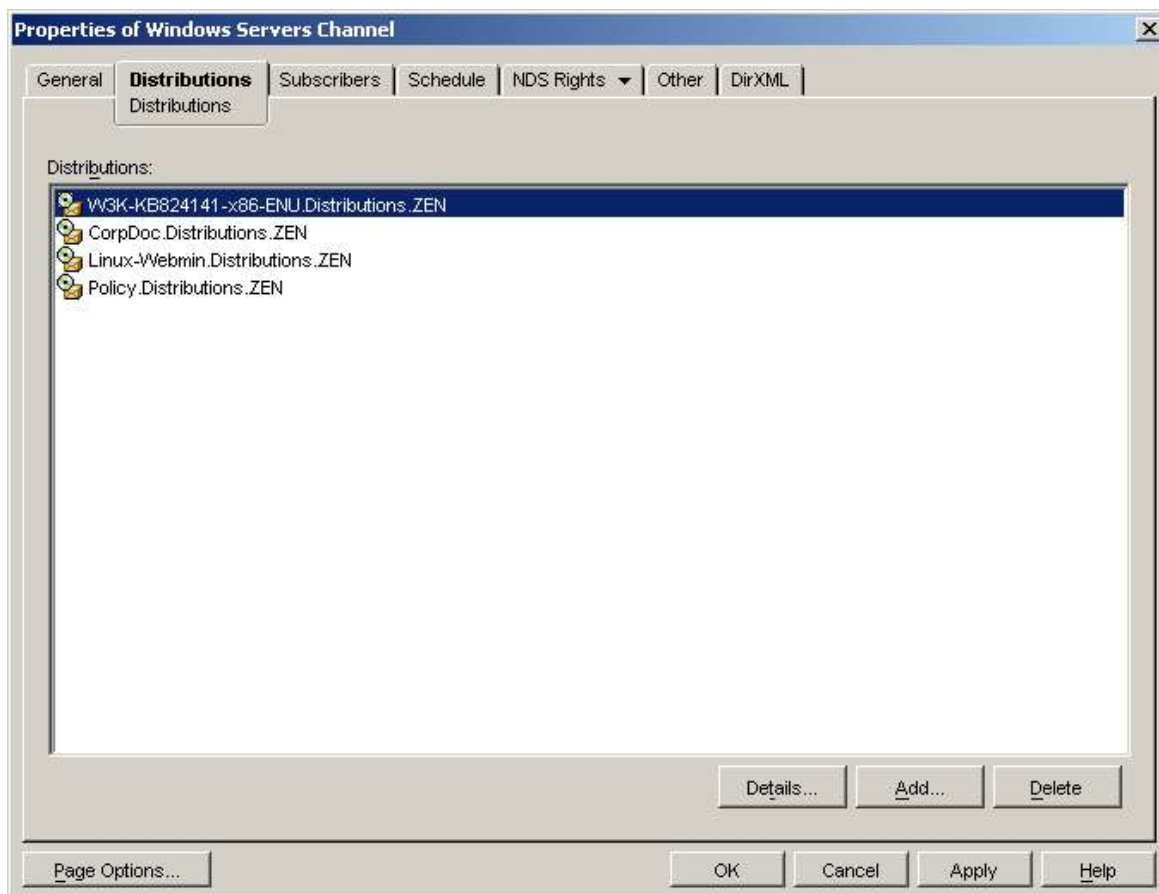 Properties of Windows Servers Channel
General Distributions Subscribers Schedule NDS Rights Other DirXML
Distributions
Distributions:
W3K-KB824141-x86-ENU.Distributions.ZEN
CorpDoc.Distributions.ZEN
Linux-Webmin.Distributions.ZEN
Policy.Distributions.ZEN
Details... Add... Delete
Page Options... OK Cancel Apply Help